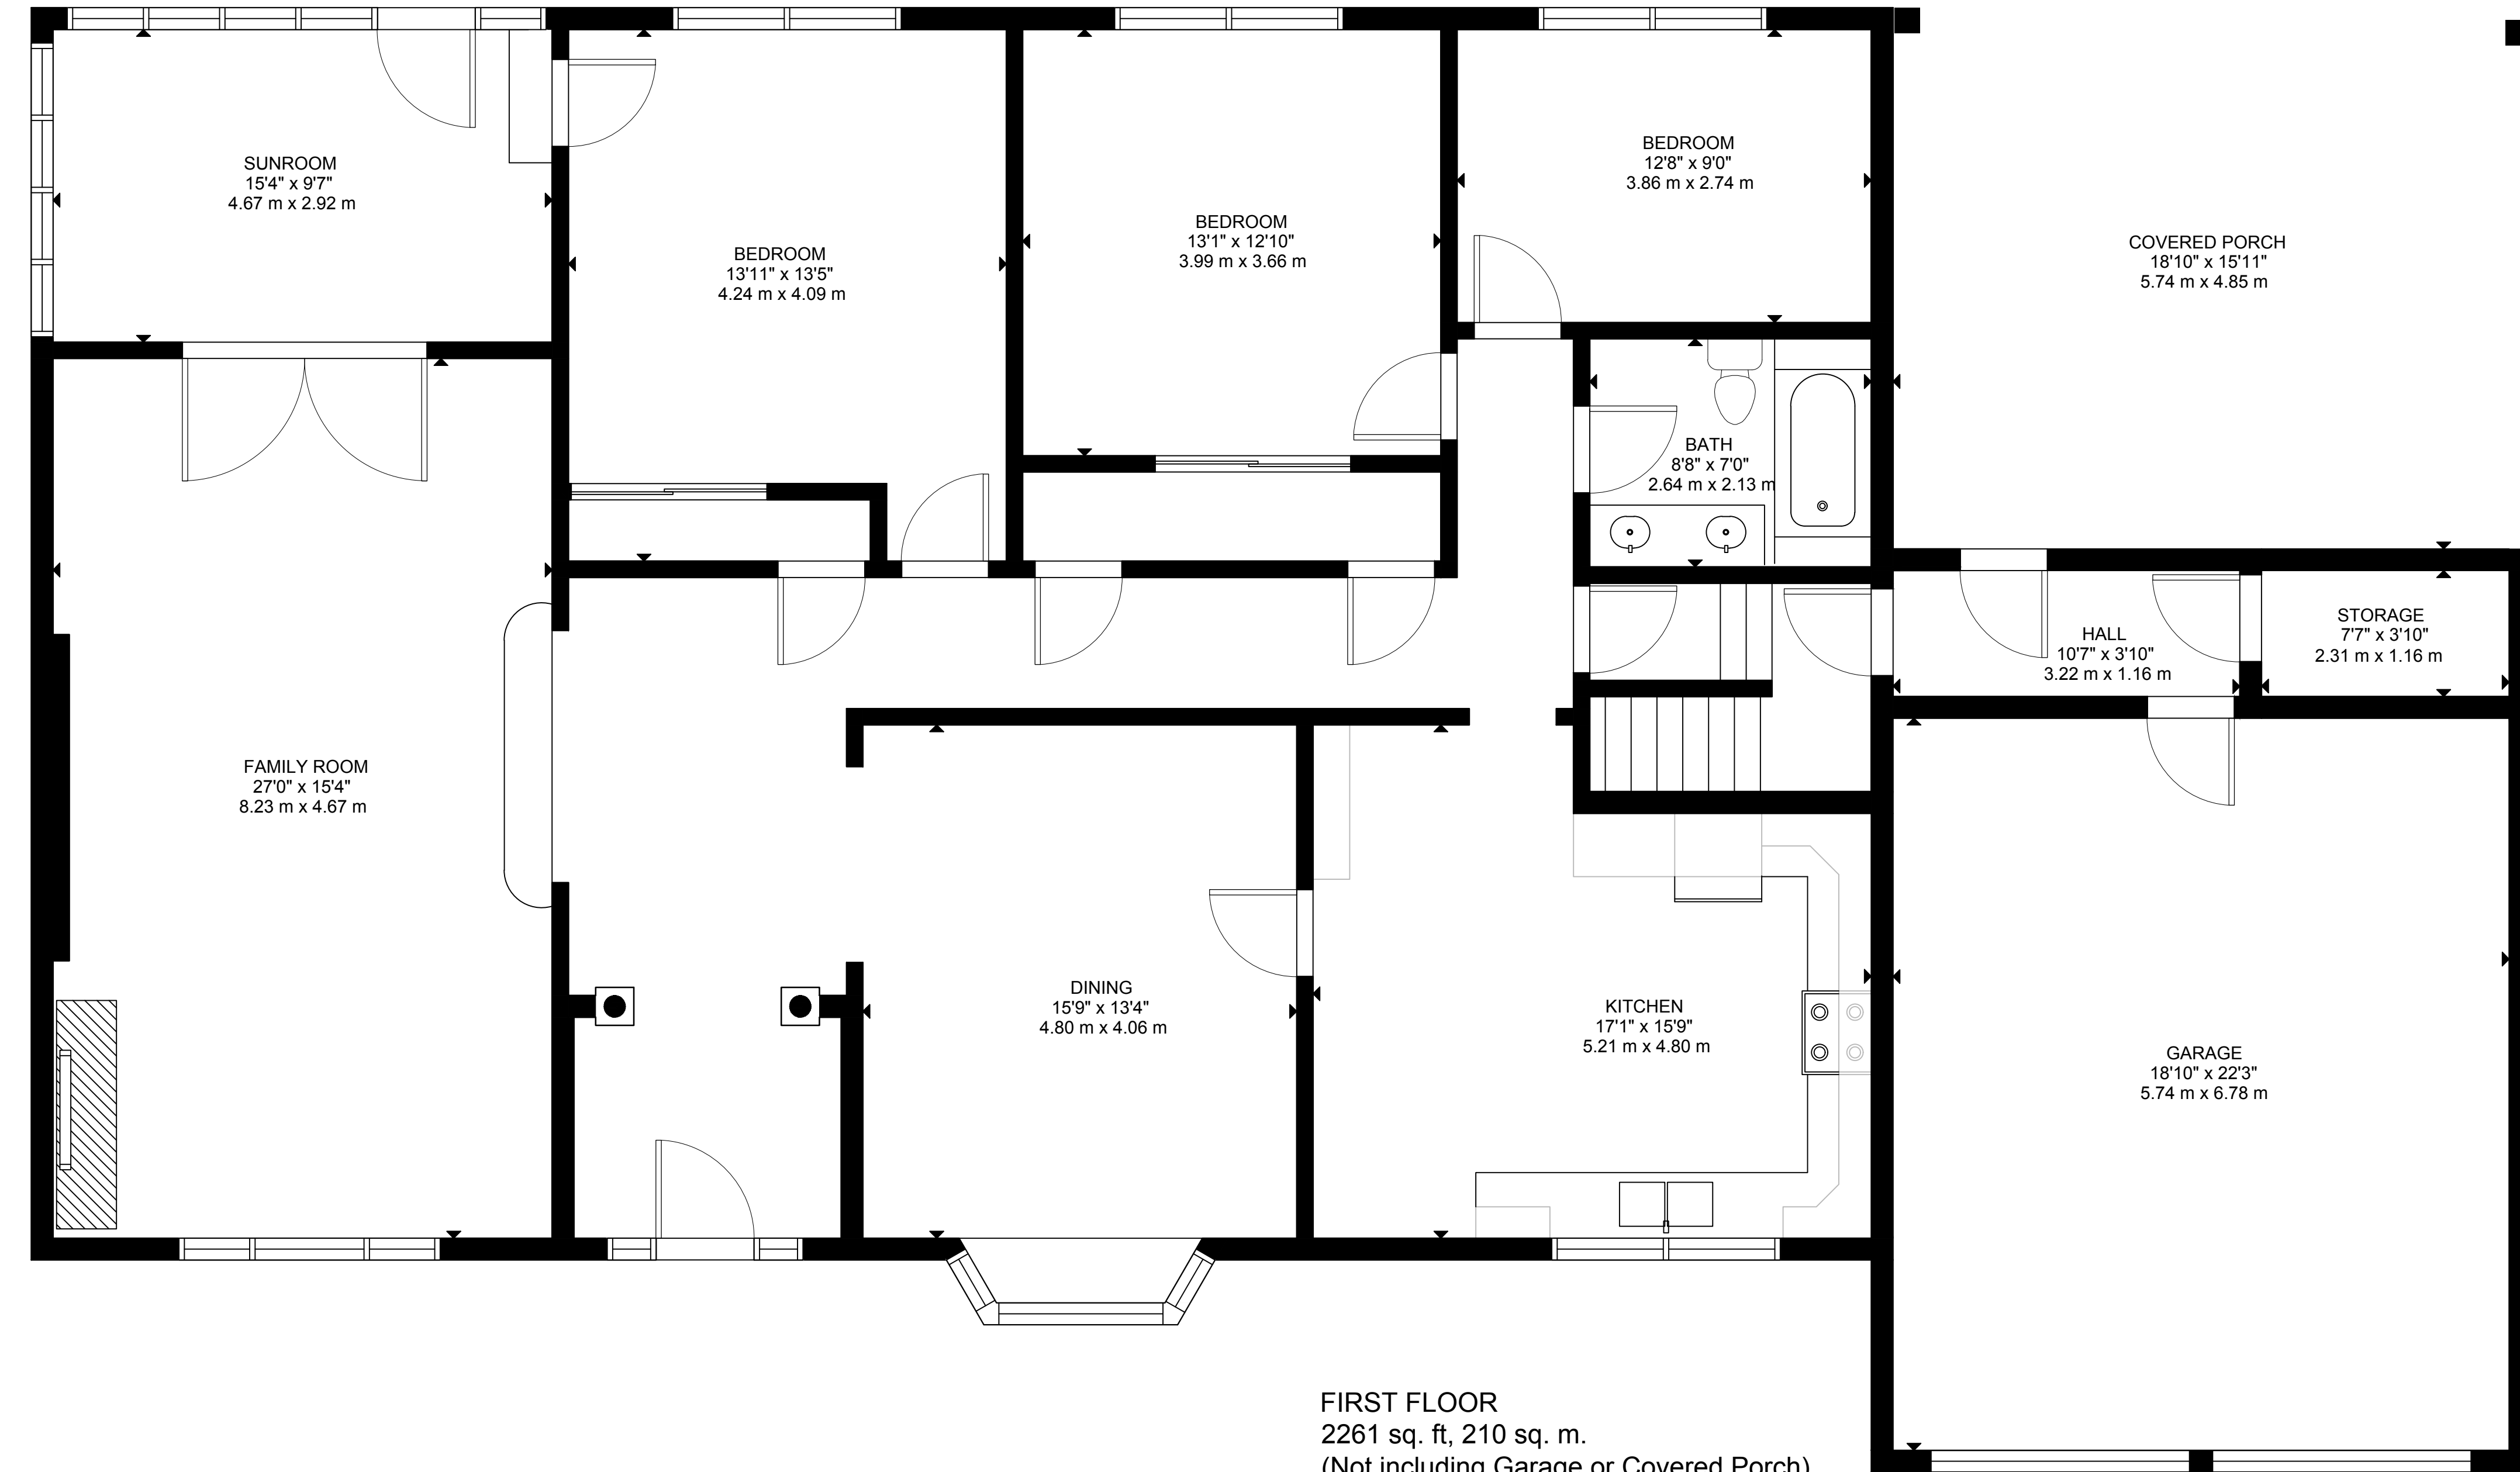 SUNROOM
15'4" x 9'7"
4.67 m x 2.92 m
BEDROOM
13'11" x 13'5"
4.24 m x 4.09 m
BEDROOM
13'1" x 12'10"
3.99 m x 3.66 m
BEDROOM
12'8" x 9'0"
3.86 m x 2.74 m
COVERED PORCH
18'10" x 15'11"
5.74 m x 4.85 m
BATH
8'8" x 7'0"
2.64 m x 2.13 m
HALL
10'7" x 3'10"
3.22 m x 1.16 m
STORAGE
7'7" x 3'10"
2.31 m x 1.16 m
FAMILY ROOM
27'0" x 15'4"
8.23 m x 4.67 m
DINING
15'9" x 13'4"
4.80 m x 4.06 m
KITCHEN
17'1" x 15'9"
5.21 m x 4.80 m
GARAGE
18'10" x 22'3"
5.74 m x 6.78 m
FIRST FLOOR
2261 sq. ft, 210 sq. m.
(Not including Garage or Covered Porch)